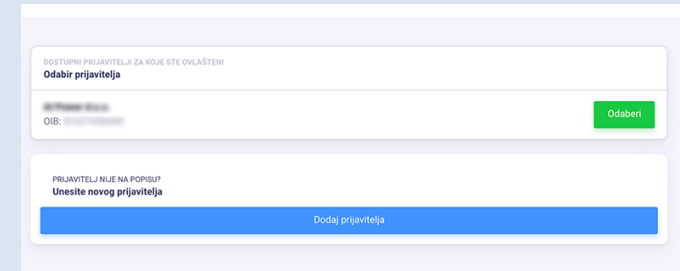 DOSTUPNI PRIJAVITELJI ZA KOJE STE OVLAŠTENI
Odabir prijavitelja
OIB:
Odaberi
PRIJAVITELJ NIJE NA POPISU?
Unesite novog prijavitelja
Dodaj prijavitelja